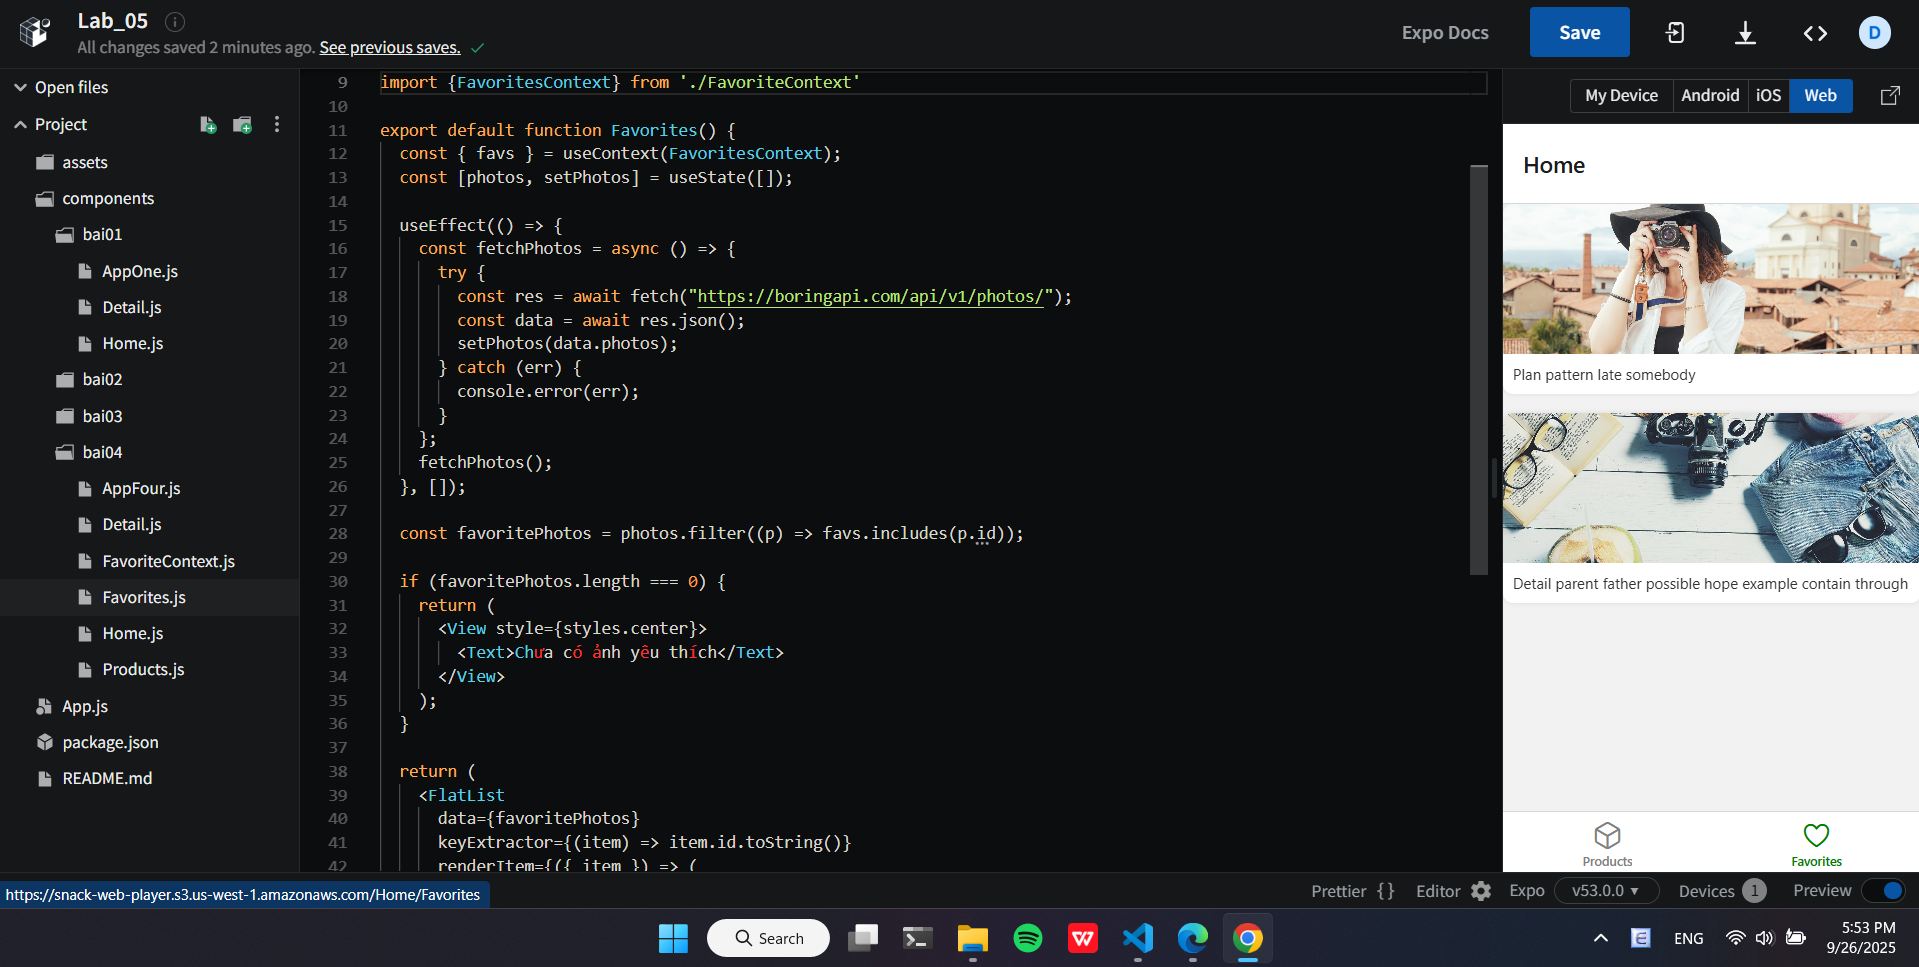 Lab_05
All changes saved 2 minutes ago. See previous saves.
Expo Docs
Save
D
Open files
Project
assets
components
bai01
AppOne.js
Detail.js
Home.js
bai02
bai03
bai04
AppFour.js
Detail.js
FavoriteContext.js
Favorites.js
Home.js
Products.js
App.js
package.json
README.md
9 import {FavoritesContext} from './FavoriteContext'
10
11 export default function Favorites() {
12 const { favs } = useContext(FavoritesContext);
13 const [photos, setPhotos] = useState([]);
14
15 useEffect(() => {
16 const fetchPhotos = async () => {
17 try {
18 const res = await fetch("https://boringapi.com/api/v1/photos/");
19 const data = await res.json();
20 setPhotos(data.photos);
21 } catch (err) {
22 console.error(err);
23 }
24 };
25 fetchPhotos();
26 }, []);
27
28 const favoritePhotos = photos.filter((p) => favs.includes(p.id));
29
30 if (favoritePhotos.length === 0) {
31 return (
32 <View style={styles.center}>
33 <Text>Chưa có ảnh yêu thích</Text>
34 </View>
35 );
36 }
37
38 return (
39 <FlatList
40 data={favoritePhotos}
41 keyExtractor={(item) => item.id.toString()}
42 renderItem={({ item }) => (
My Device
Android
iOS
Web
Home
Plan pattern late somebody
Detail parent father possible hope example contain through
Products
Favorites
https://snack-web-player.s3.us-west-1.amazonaws.com/Home/Favorites
Prettier { }
Editor
Expo
v53.0.0
Devices 1
Preview
Search
ENG
5:53 PM
9/26/2025